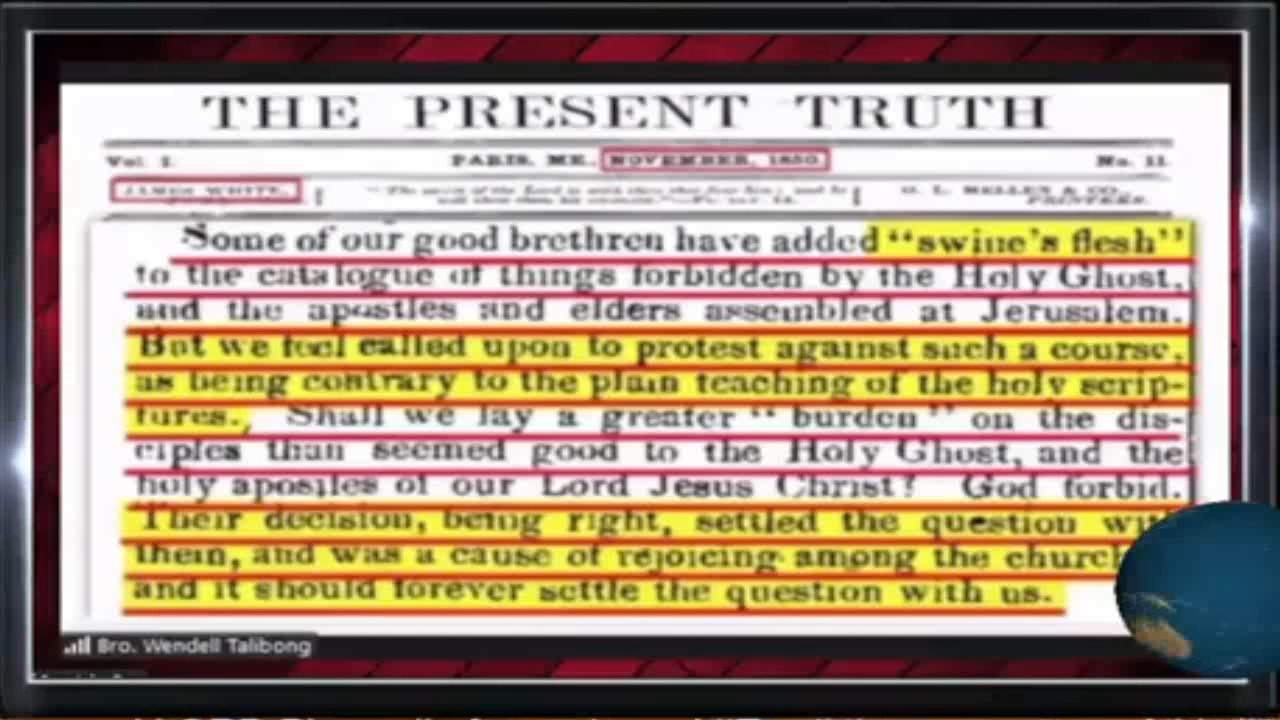 THE PRESENT TRUTH
Vol. I. PARIS, ME., NOVEMBER, 1850. No. 11
JAMES WHITE,
Some of our good brethren have added "swine's flesh"
to the catalogue of things forbidden by the Holy Ghost,
and the apostles and elders assembled at Jerusalem.
But we feel called upon to protest against such a course,
as being contrary to the plain teaching of the holy scrip-
tures. Shall we lay a greater "burden" on the dis-
ciples than seemed good to the Holy Ghost, and the
holy apostles of our Lord Jesus Christ? God forbid.
Their decision, being right, settled the question wit
them, and was a cause of rejoicing among the church
and it should forever settle the question with us.
Bro. Wendell Talibong